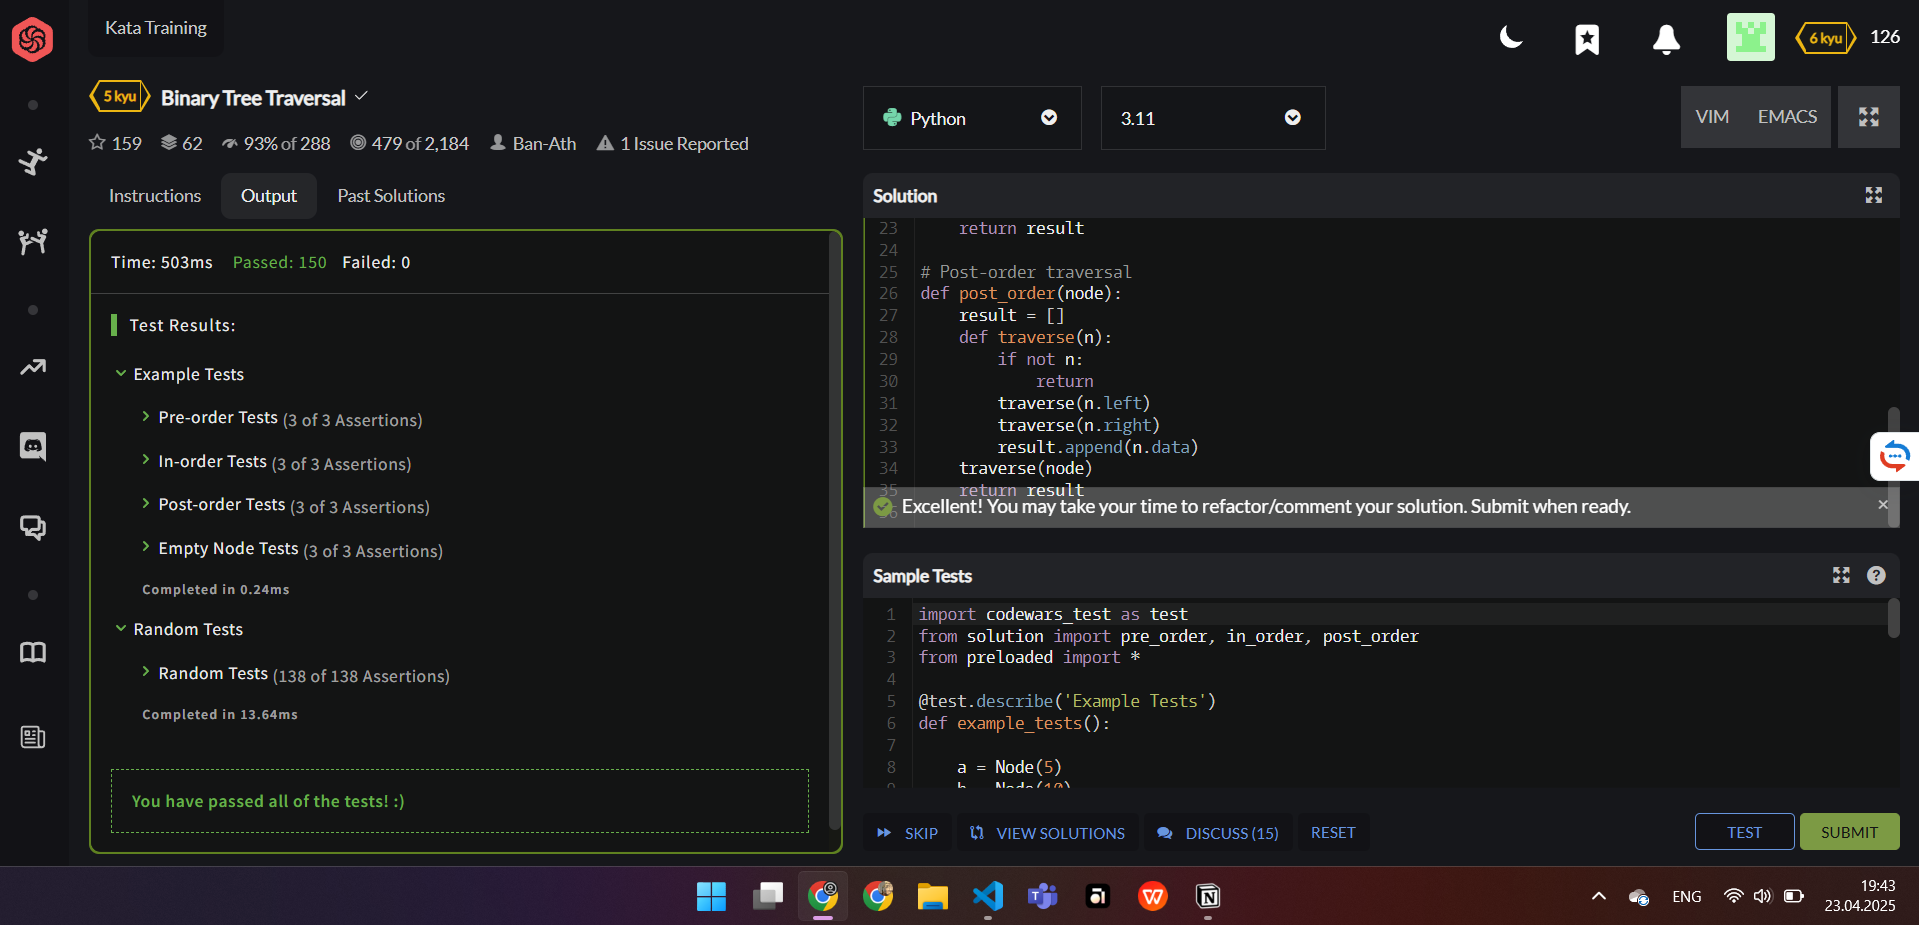 Kata Training
6 kyu 126
5 kyu Binary Tree Traversal
159 62 93% of 288 479 of 2,184 Ban-Ath 1 Issue Reported
Instructions Output Past Solutions
Time: 503ms Passed: 150 Failed: 0
Test Results:
Example Tests
Pre-order Tests (3 of 3 Assertions)
In-order Tests (3 of 3 Assertions)
Post-order Tests (3 of 3 Assertions)
Empty Node Tests (3 of 3 Assertions)
Completed in 0.24ms
Random Tests
Random Tests (138 of 138 Assertions)
Completed in 13.64ms
You have passed all of the tests! :)
Python 3.11 VIM EMACS
Solution
23 return result
24
25 # Post-order traversal
26 def post_order(node):
27 result = []
28 def traverse(n):
29 if not n:
30 return
31 traverse(n.left)
32 traverse(n.right)
33 result.append(n.data)
34 traverse(node)
35 return result
36
Excellent! You may take your time to refactor/comment your solution. Submit when ready.
Sample Tests
1 import codewars_test as test
2 from solution import pre_order, in_order, post_order
3 from preloaded import *
4
5 @test.describe('Example Tests')
6 def example_tests():
7
8 a = Node(5)
9 b = Node(10)
SKIP VIEW SOLUTIONS DISCUSS (15) RESET TEST SUBMIT
ENG
19:43
23.04.2025